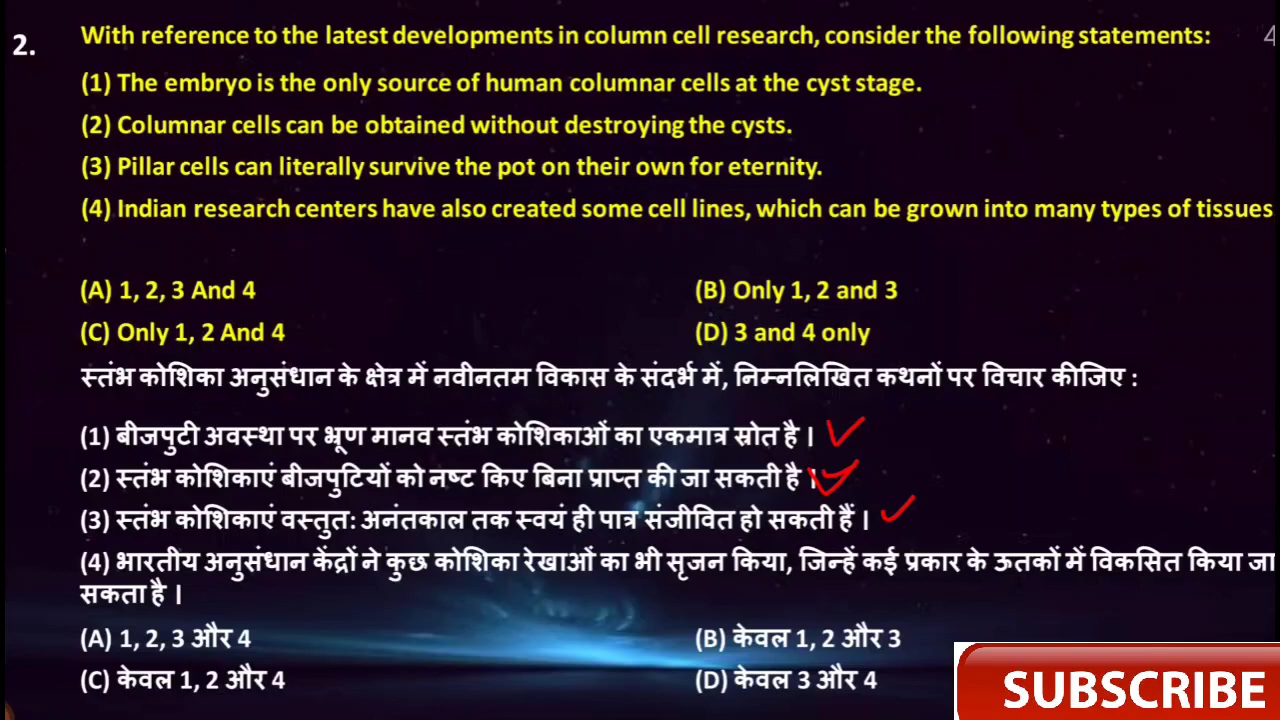 2.
With reference to the latest developments in column cell research, consider the following statements:
4
(1) The embryo is the only source of human columnar cells at the cyst stage.
(2) Columnar cells can be obtained without destroying the cysts.
(3) Pillar cells can literally survive the pot on their own for eternity.
(4) Indian research centers have also created some cell lines, which can be grown into many types of tissues
(A) 1, 2, 3 And 4
(B) Only 1, 2 and 3
(C) Only 1, 2 And 4
(D) 3 and 4 only
स्तंभ कोशिका अनुसंधान के क्षेत्र में नवीनतम विकास के संदर्भ में, निम्नलिखित कथनों पर विचार कीजिए :
(1) बीजपुटी अवस्था पर भ्रूण मानव स्तंभ कोशिकाओं का एकमात्र स्रोत है ।
(2) स्तंभ कोशिकाएं बीजपुटियों को नष्ट किए बिना प्राप्त की जा सकती है ।
(3) स्तंभ कोशिकाएं वस्तुत: अनंतकाल तक स्वयं ही पात्र संजीवित हो सकती हैं ।
(4) भारतीय अनुसंधान केंद्रों ने कुछ कोशिका रेखाओं का भी सृजन किया, जिन्हें कई प्रकार के ऊतकों में विकसित किया जा
सकता है ।
(A) 1, 2, 3 और 4
(B) केवल 1, 2 और 3
(C) केवल 1, 2 और 4
(D) केवल 3 और 4
SUBSCRIBE